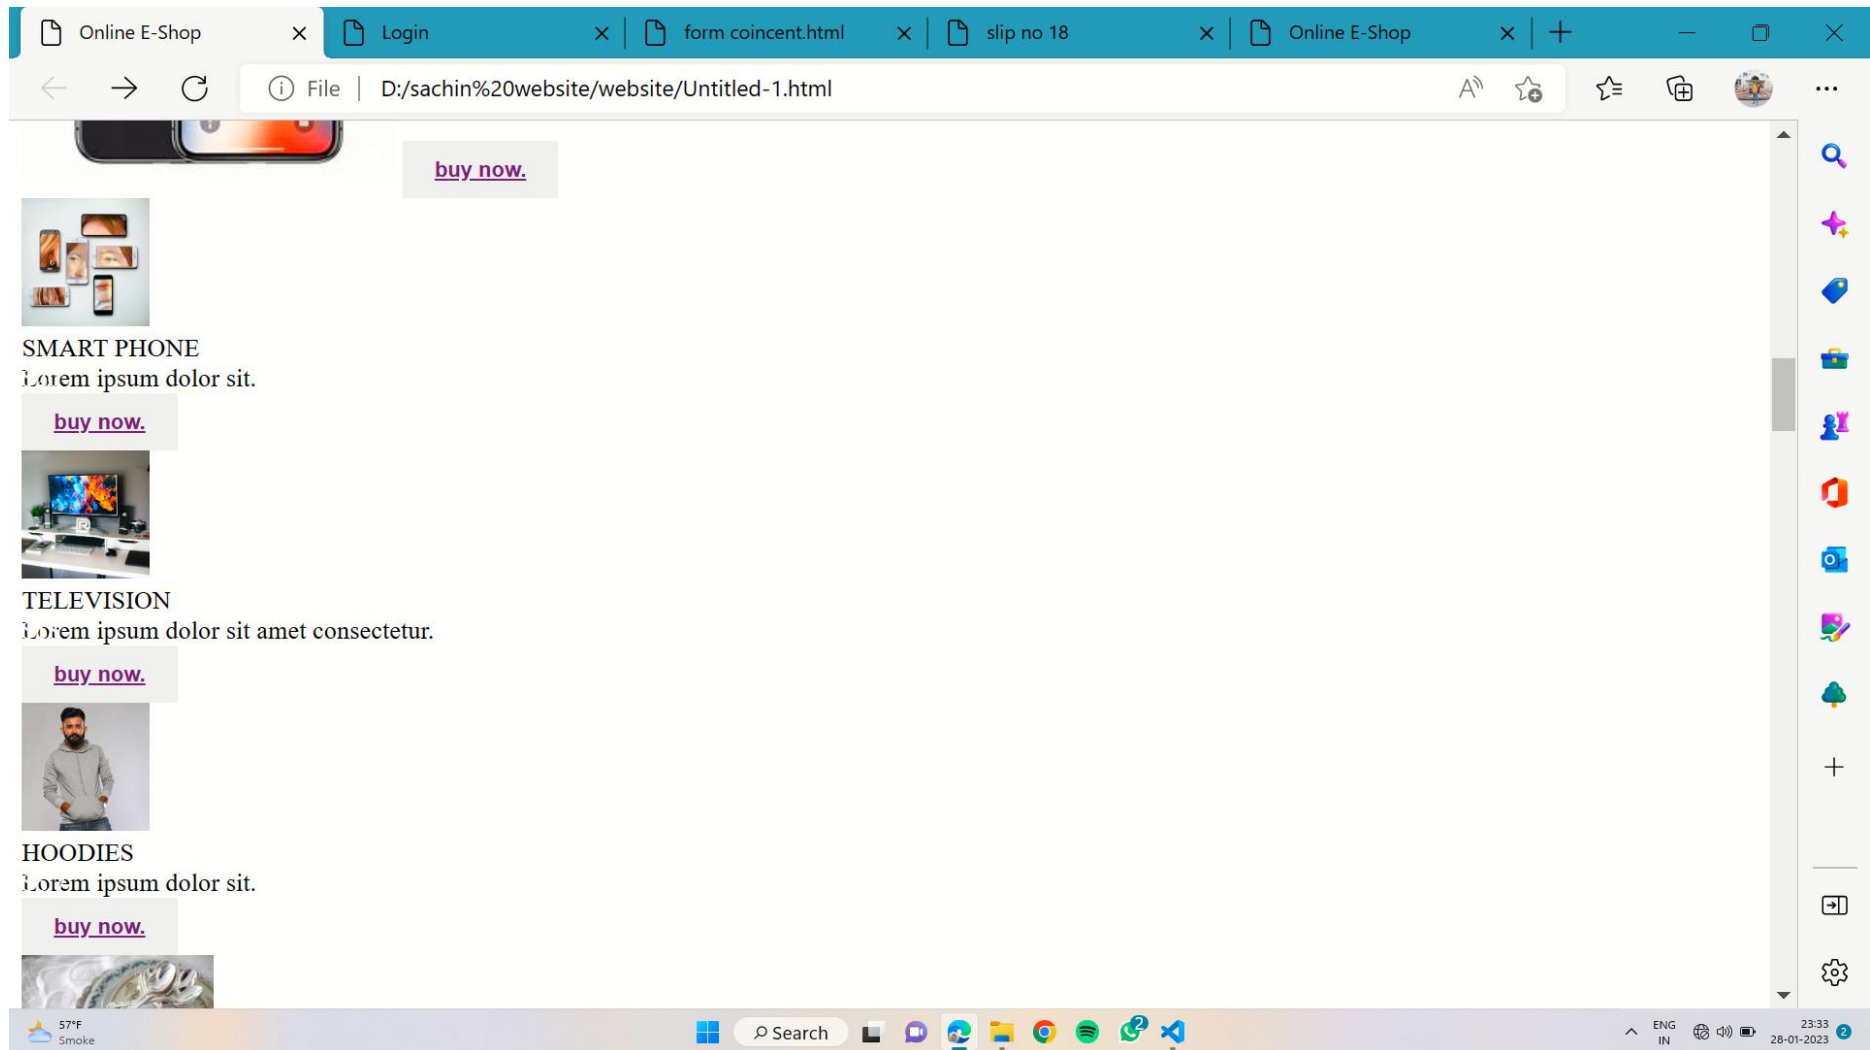 Online E-Shop
Login
form coincent.html
slip no 18
Online E-Shop
File
D:/sachin%20website/website/Untitled-1.html
buy now.
SMART PHONE
Lorem ipsum dolor sit.
buy now.
TELEVISION
Lorem ipsum dolor sit amet consectetur.
buy now.
HOODIES
Lorem ipsum dolor sit.
buy now.
57°F
Smoke
Search
2
ENG
IN
23:33
28-01-2023
2